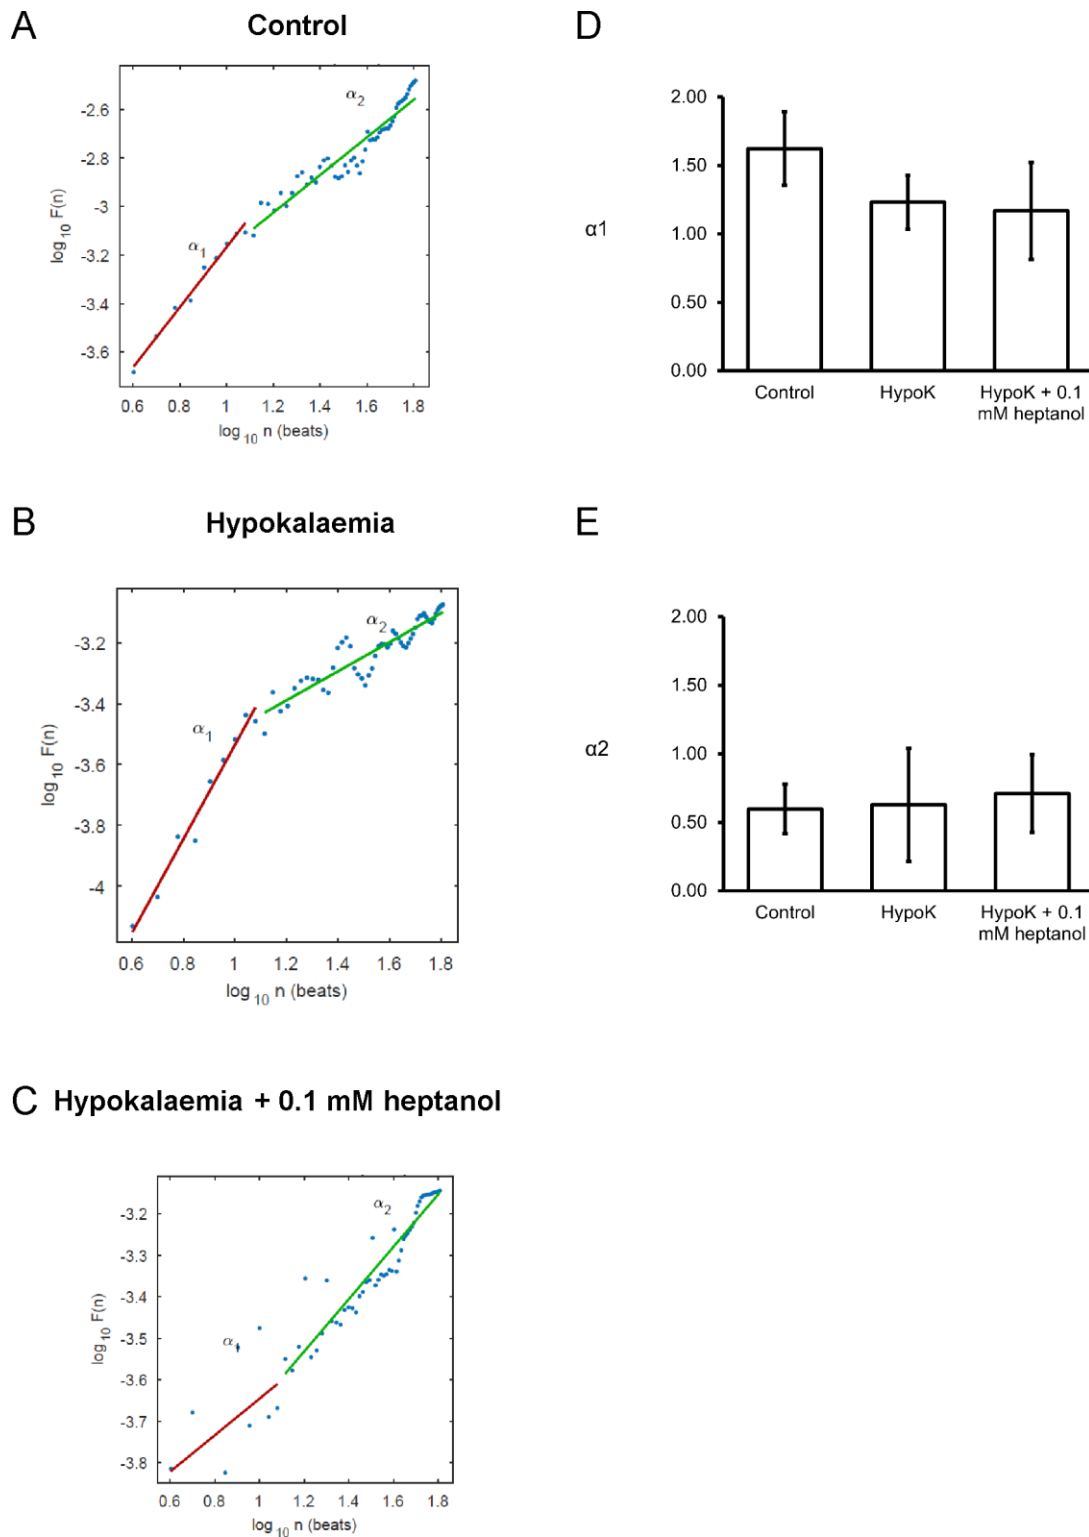 A
Control
α1
α2
-2.6
-2.8
-3
-3.2
-3.4
-3.6
log10 F(n)
0.6 0.8 1 1.2 1.4 1.6 1.8
log10 n (beats)
B
Hypokalaemia
α1
α2
-3.2
-3.4
-3.6
-3.8
-4
log10 F(n)
0.6 0.8 1 1.2 1.4 1.6 1.8
log10 n (beats)
C Hypokalaemia + 0.1 mM heptanol
α1
α2
-3.2
-3.3
-3.4
-3.5
-3.6
-3.7
-3.8
log10 F(n)
0.6 0.8 1 1.2 1.4 1.6 1.8
log10 n (beats)
D
2.00
1.50
1.00
0.50
0.00
α1
Control HypoK HypoK + 0.1
mM heptanol
E
2.00
1.50
1.00
0.50
0.00
α2
Control HypoK HypoK + 0.1
mM heptanol